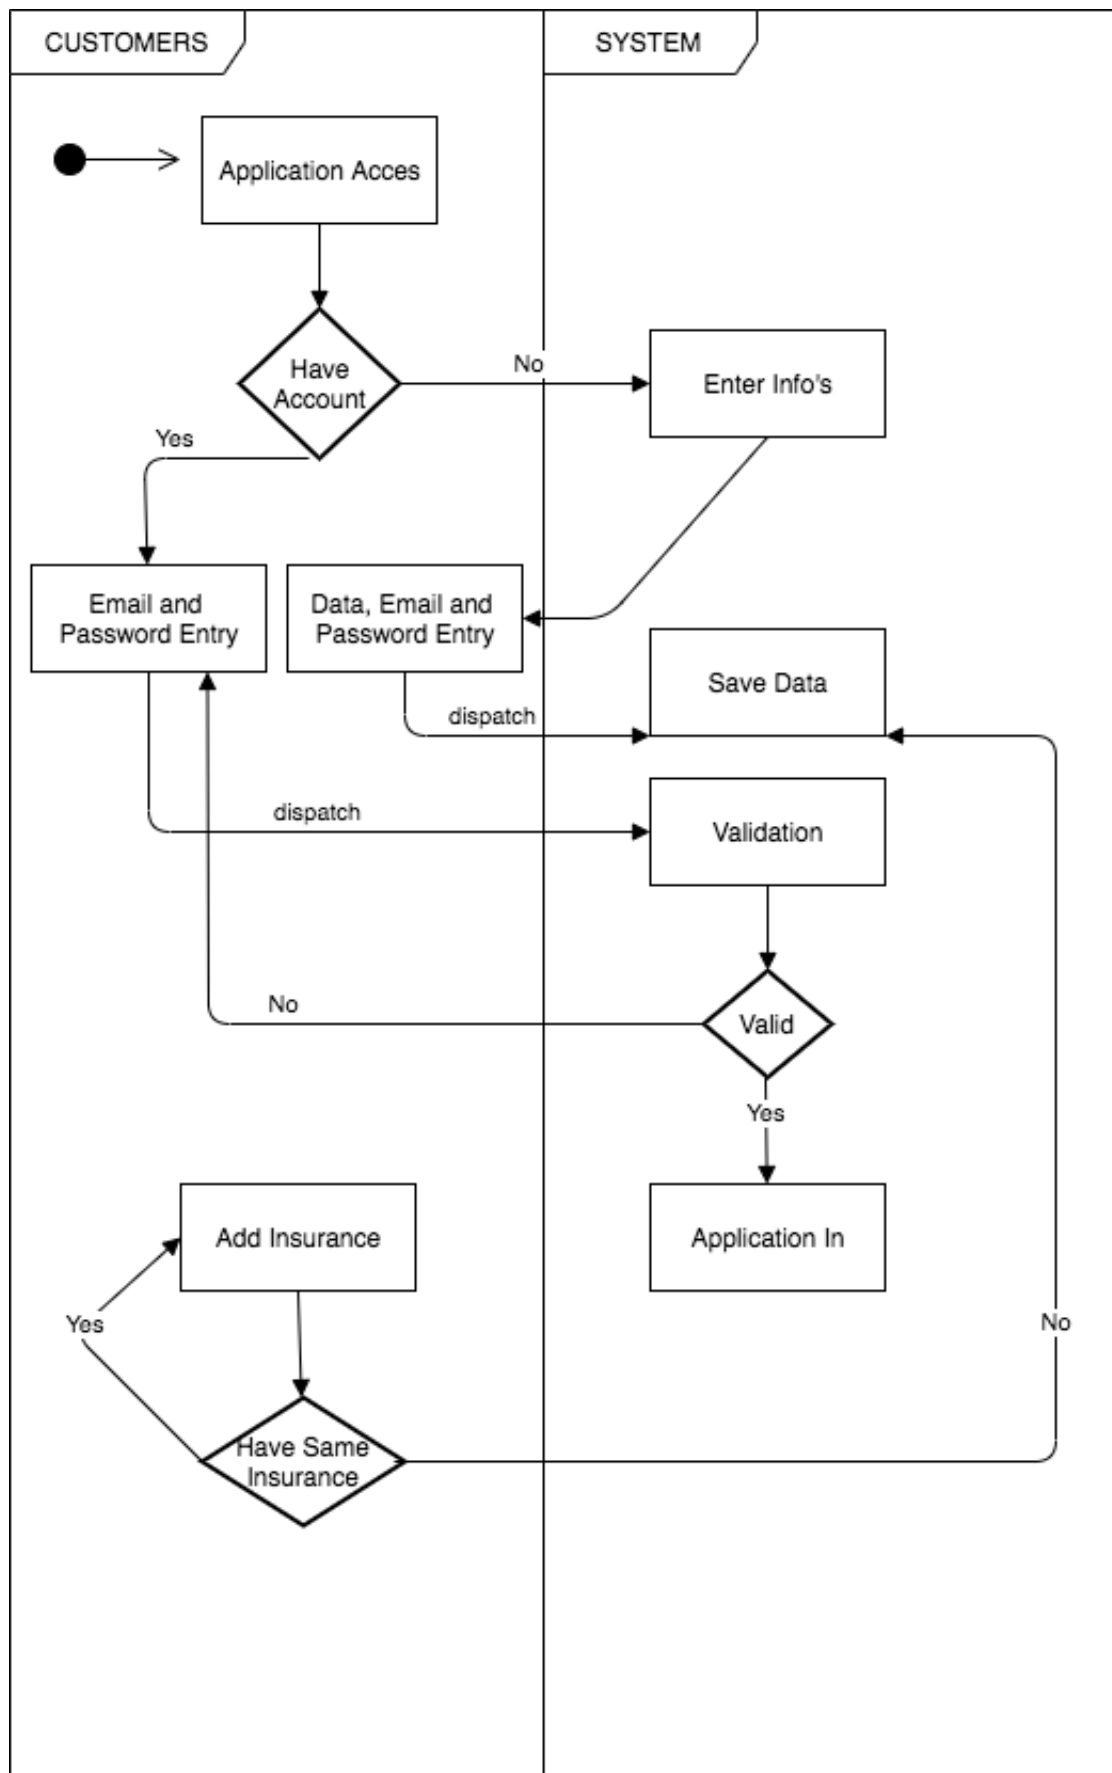 CUSTOMERS
SYSTEM
Application Acces
Have
Account
No
Enter Info's
Yes
Email and
Password Entry
Data, Email and
Password Entry
Save Data
dispatch
dispatch
Validation
No
Valid
Yes
Add Insurance
Application In
Yes
No
Have Same
Insurance